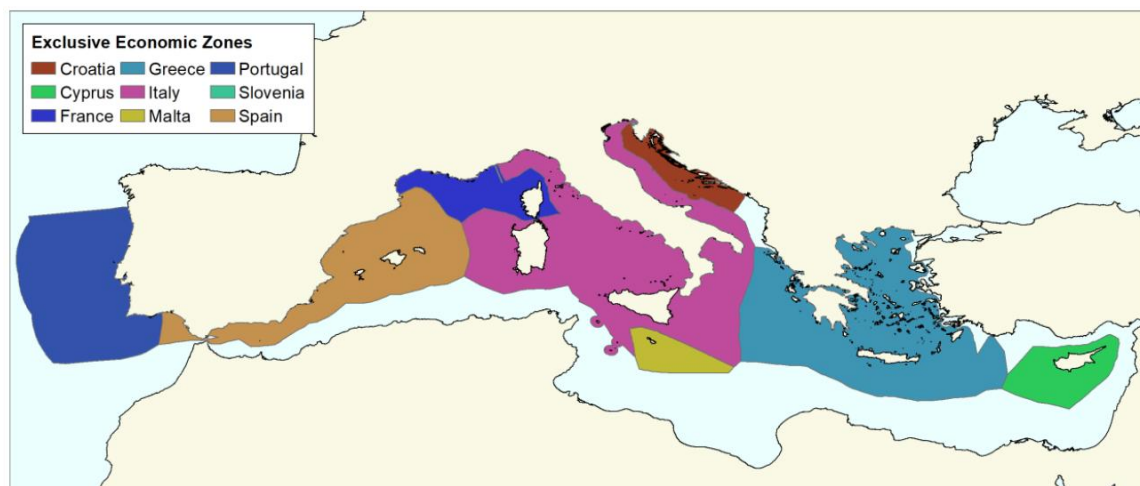 Exclusive Economic Zones
Croatia Greece Portugal
Cyprus Italy Slovenia
France Malta Spain